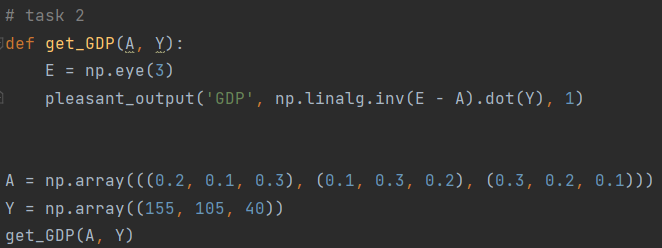 # task 2
def get_GDP(A, Y):
    E = np.eye(3)
    pleasant_output('GDP', np.linalg.inv(E - A).dot(Y), 1)
A = np.array(((0.2, 0.1, 0.3), (0.1, 0.3, 0.2), (0.3, 0.2, 0.1)))
Y = np.array((155, 105, 40))
get_GDP(A, Y)